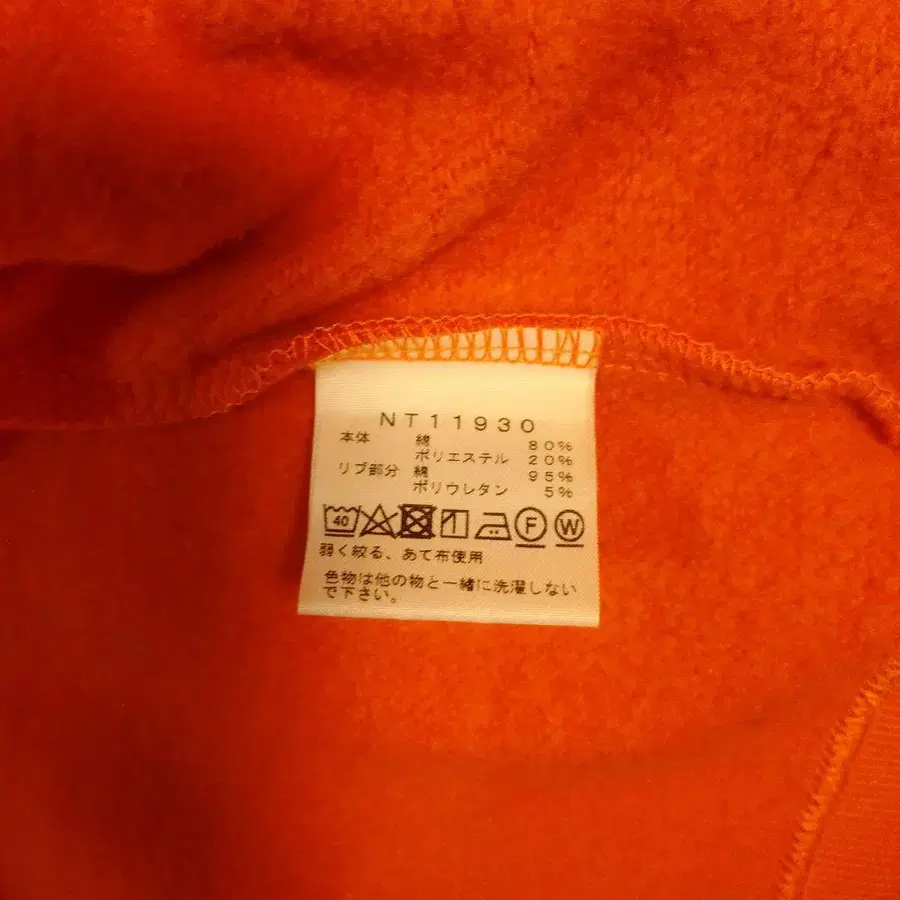 NT11930
本体 綿 80%
ポリエステル 20%
リブ部分 綿 95%
ポリウレタン 5%
40 F W
弱く絞る、あて布使用
色物は他の物と一緒に洗濯しない
で下さい。